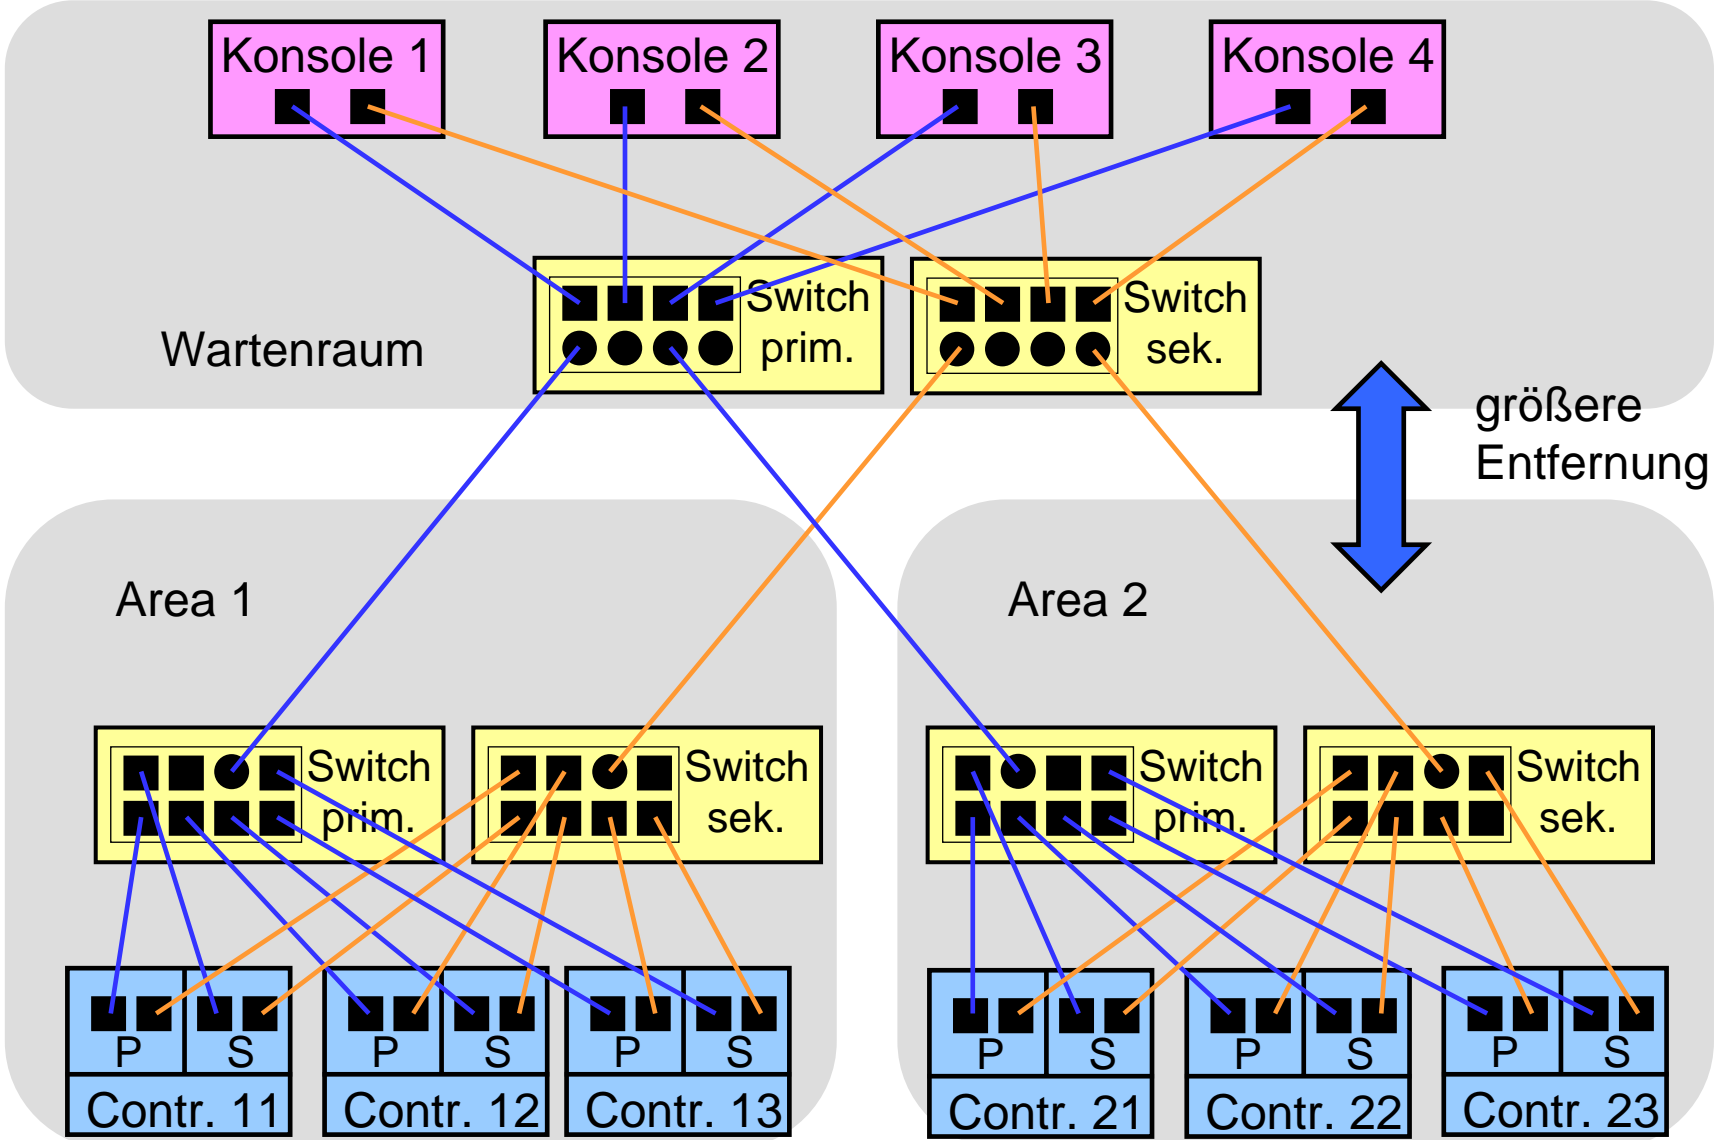 Konsole 1
Konsole 2
Konsole 3
Konsole 4
Switch
prim.
Switch
sek.
Wartenraum
größere
Entfernung
Area 1
Area 2
Switch
prim.
Switch
sek.
Switch
prim.
Switch
sek.
P
S
Contr. 11
P
S
Contr. 12
P
S
Contr. 13
P
S
Contr. 21
P
S
Contr. 22
P
S
Contr. 23